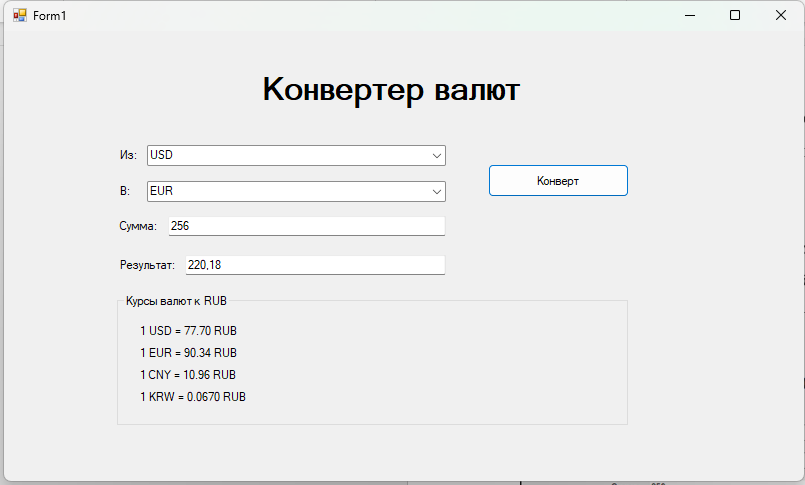 Form1
Конвертер валют
Из: USD
Конверт
В: EUR
Сумма: 256
Результат: 220,18
Курсы валют к RUB
1 USD = 77.70 RUB
1 EUR = 90.34 RUB
1 CNY = 10.96 RUB
1 KRW = 0.0670 RUB